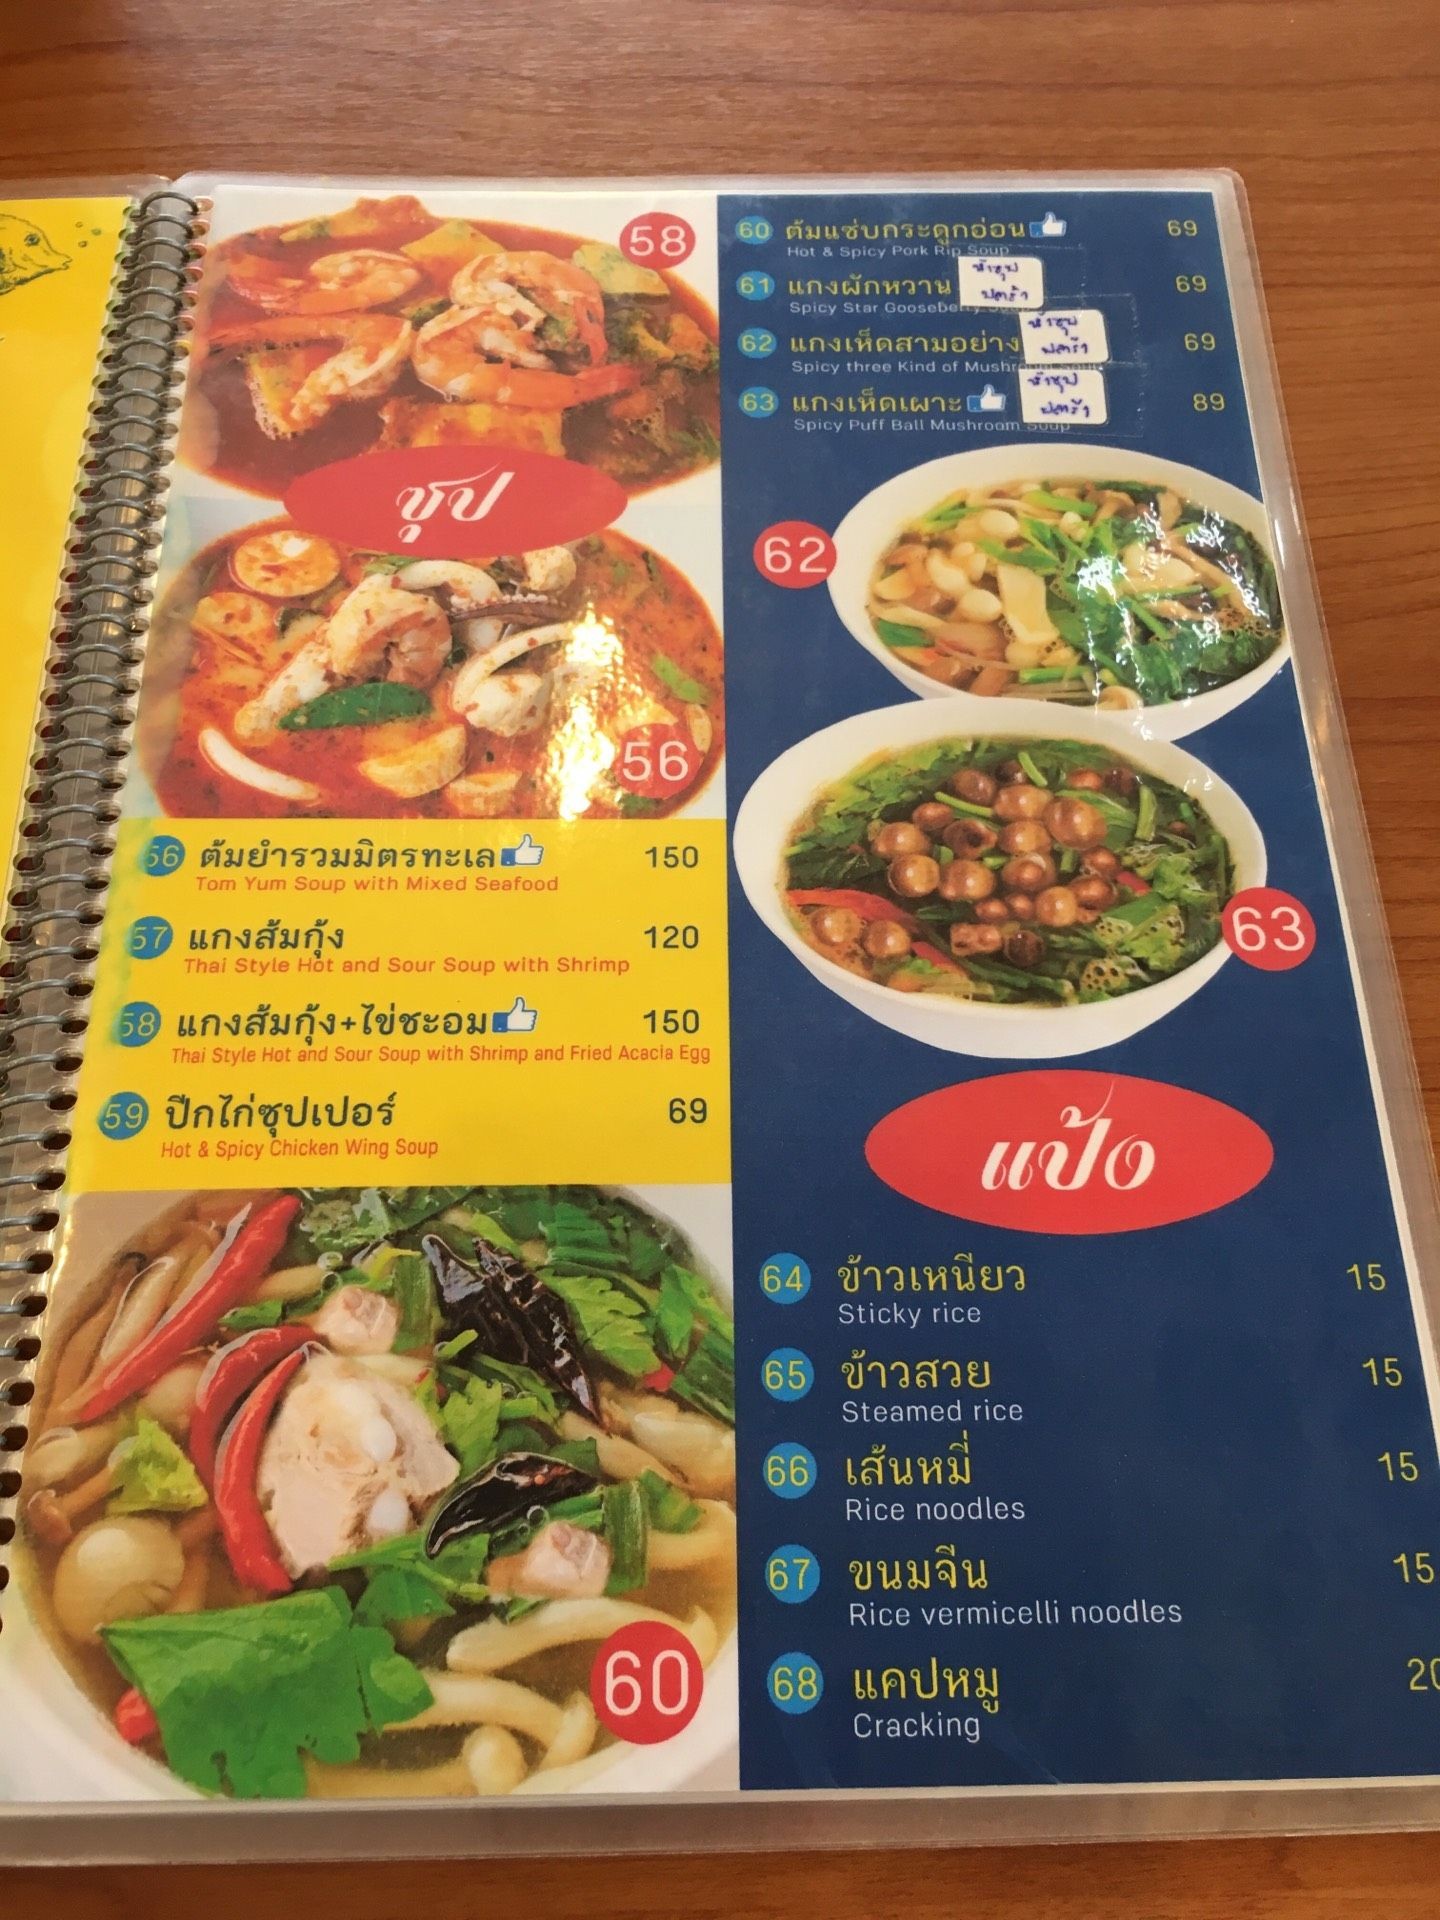 58
ซุป
56
56 ต้มยำรวมมิตรทะเล 150
Tom Yum Soup with Mixed Seafood
57 แกงส้มกุ้ง 120
Thai Style Hot and Sour Soup with Shrimp
58 แกงส้มกุ้ง+ไข่ชะอม 150
Thai Style Hot and Sour Soup with Shrimp and Fried Acacia Egg
59 ปีกไก่ซุปเปอร์ 69
Hot & Spicy Chicken Wing Soup
60
60 ต้มแซ่บกระดูกอ่อน 69
Hot & Spicy Pork Rip Soup
61 แกงผักหวาน 69
Spicy Star Gooseberry Soup
62 แกงเห็ดสามอย่าง 69
Spicy three Kind of Mushroom Soup
63 แกงเห็ดเผาะ 89
Spicy Puff Ball Mushroom Soup
62
63
แป้ง
64 ข้าวเหนียว 15
Sticky rice
65 ข้าวสวย 15
Steamed rice
66 เส้นหมี่ 15
Rice noodles
67 ขนมจีน 15
Rice vermicelli noodles
68 แคปหมู 20
Cracking